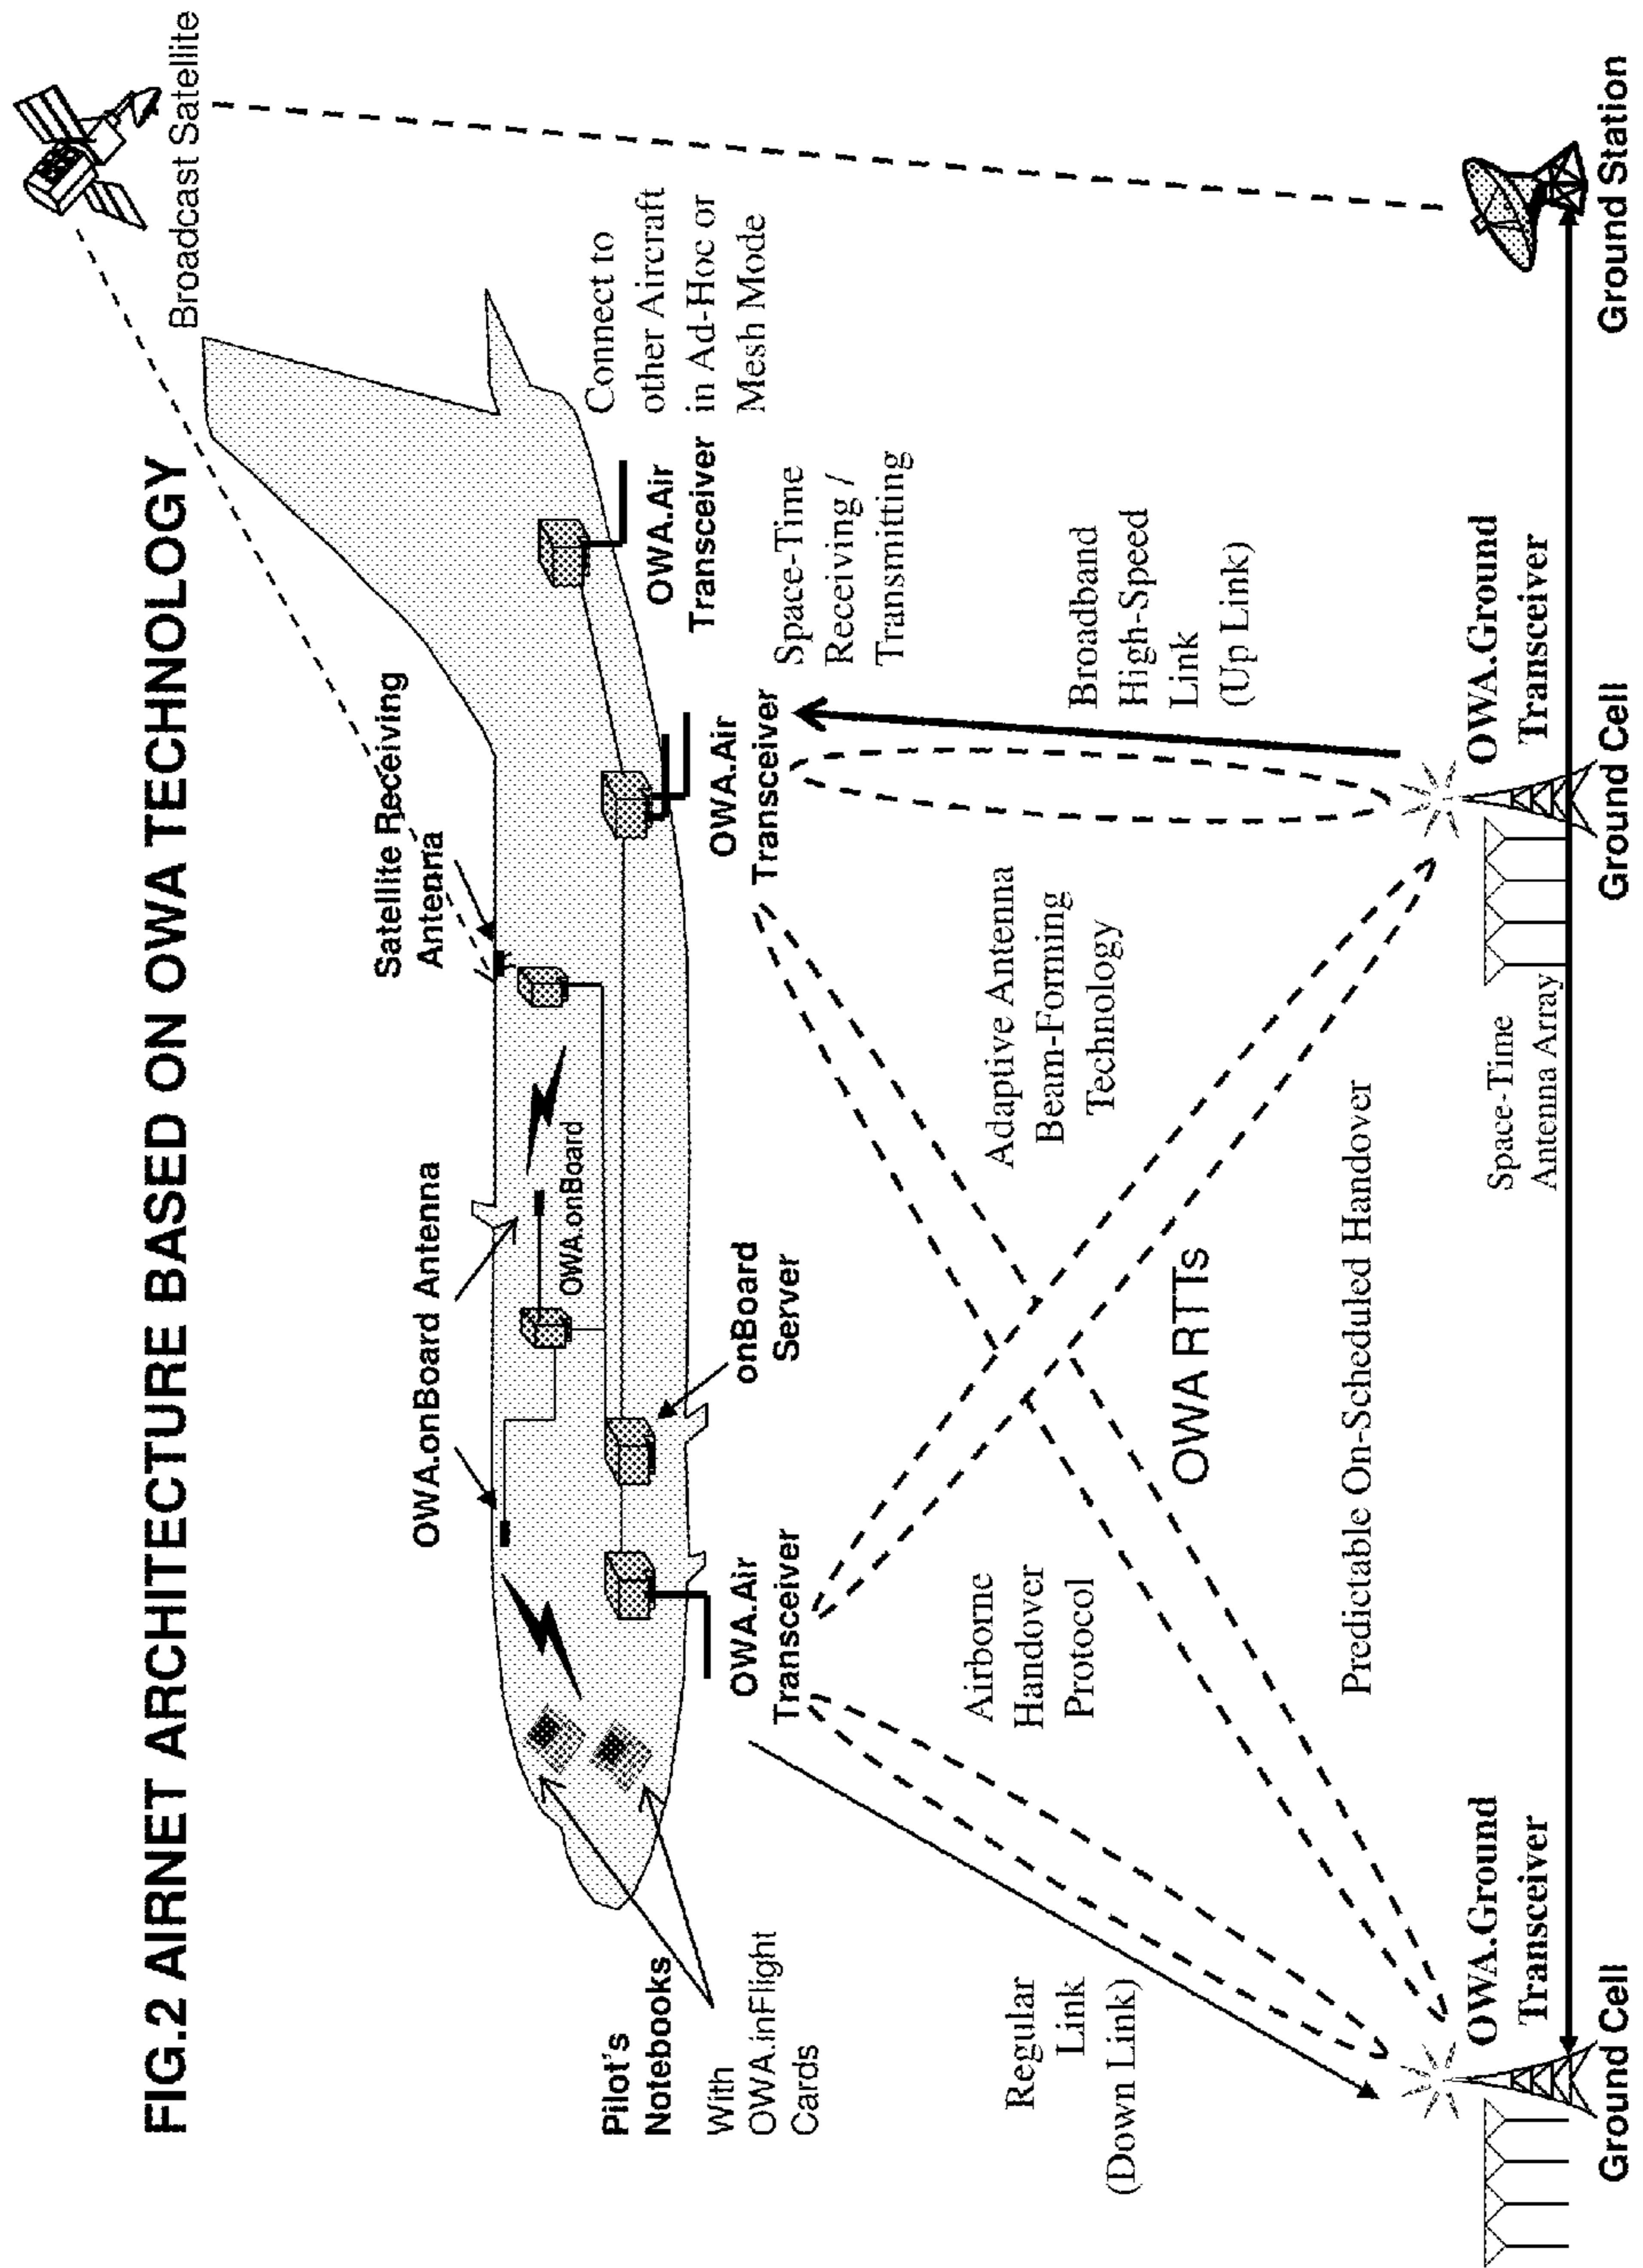 FIG.2 AIRNET ARCHITECTURE BASED ON OWA TECHNOLOGY
Broadcast Satellite
Satellite Receiving
Antenna
OWA.onBoard Antenna
OWA.onBoard
onBoard
Server
Pilot's
Notebooks
With
OWA.inFlight
Cards
OWA.Air
Transceiver
OWA.Air
Transceiver
OWA.Air
Transceiver
Connect to
other Aircraft
in Ad-Hoc or
Mesh Mode
Space-Time
Receiving /
Transmitting
Regular
Link
(Down Link)
Airborne
Handover
Protocol
Adaptive Antenna
Beam-Forming
Technology
Broadband
High-Speed
Link
(Up Link)
OWA RTTs
Predictable On-Scheduled Handover
OWA.Ground
Transceiver
Space-Time
Antenna Array
OWA.Ground
Transceiver
Ground Cell
Ground Cell
Ground Station